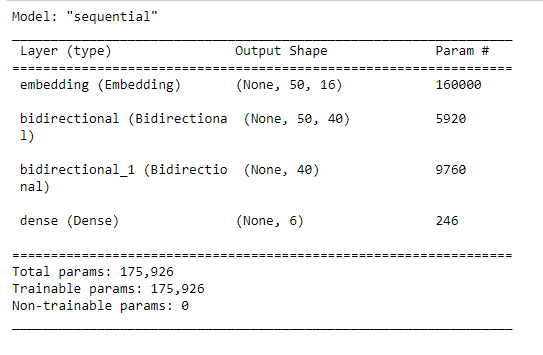 Model: "sequential"
_________________________________________________________________
Layer (type) Output Shape Param #
=================================================================
embedding (Embedding) (None, 50, 16) 160000
bidirectional (Bidirectiona (None, 50, 40) 5920
l)
bidirectional_1 (Bidirectio (None, 40) 9760
nal)
dense (Dense) (None, 6) 246
=================================================================
Total params: 175,926
Trainable params: 175,926
Non-trainable params: 0
_________________________________________________________________